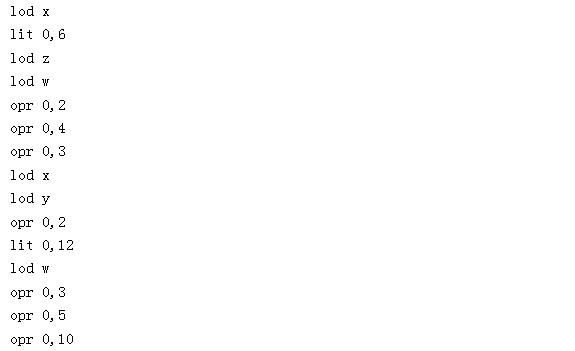 lod x
lit 0,6
lod z
lod w
opr 0,2
opr 0,4
opr 0,3
lod x
lod y
opr 0,2
lit 0,12
lod w
opr 0,3
opr 0,5
opr 0,10